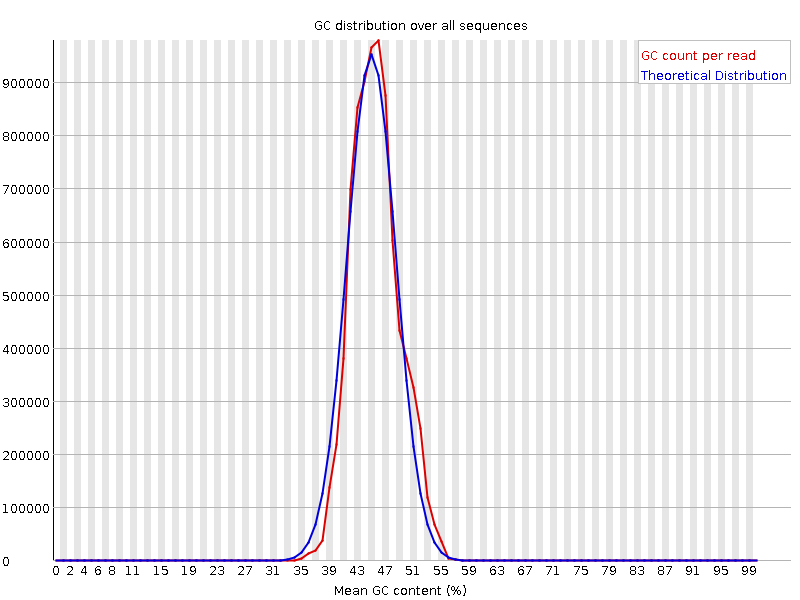 GC distribution over all sequences
GC count per read
Theoretical Distribution
900000
800000
700000
600000
500000
400000
300000
200000
100000
0
0 2 4 6 8 11 15 19 23 27 31 35 39 43 47 51 55 59 63 67 71 75 79 83 87 91 95 99
Mean GC content (%)